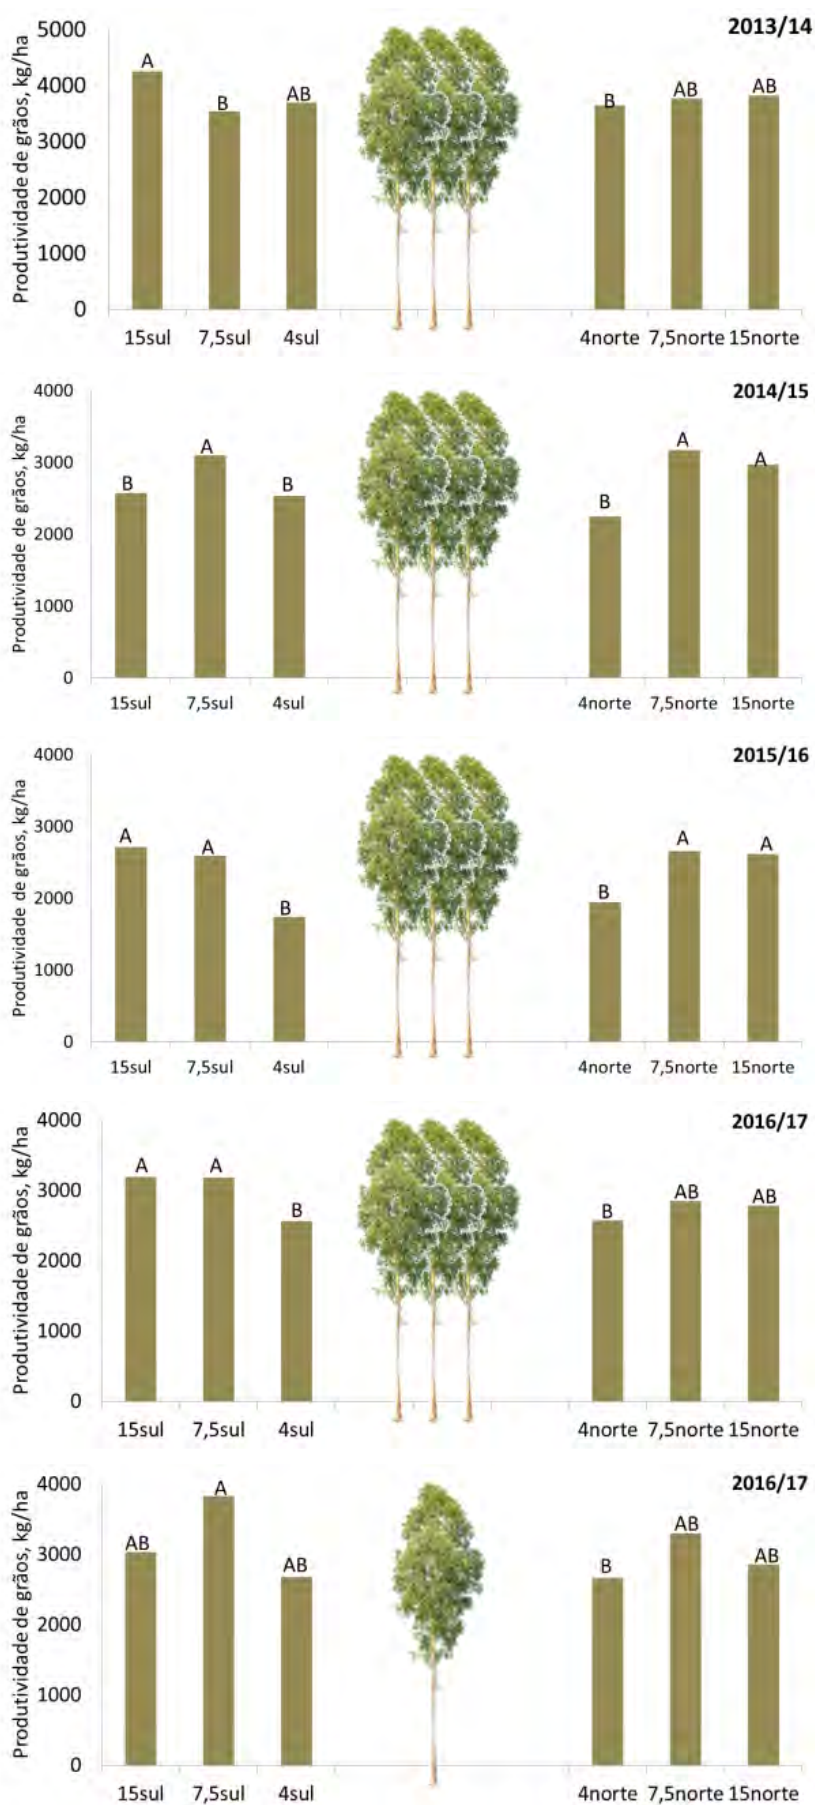 2013/14
Produtividade de grãos, kg/ha
5000
4000
3000
2000
1000
0
A
B
AB
B
AB
AB
15sul 7,5sul 4sul 4norte 7,5norte 15norte
2014/15
Produtividade de grãos, kg/ha
4000
3000
2000
1000
0
B
A
B
B
A
A
15sul 7,5sul 4sul 4norte 7,5norte 15norte
2015/16
Produtividade de grãos, kg/ha
4000
3000
2000
1000
0
A
A
B
B
A
A
15sul 7,5sul 4sul 4norte 7,5norte 15norte
2016/17
Produtividade de grãos, kg/ha
4000
3000
2000
1000
0
A
A
B
B
AB
AB
15sul 7,5sul 4sul 4norte 7,5norte 15norte
2016/17
Produtividade de grãos, kg/ha
4000
3000
2000
1000
0
AB
A
AB
B
AB
AB
15sul 7,5sul 4sul 4norte 7,5norte 15norte